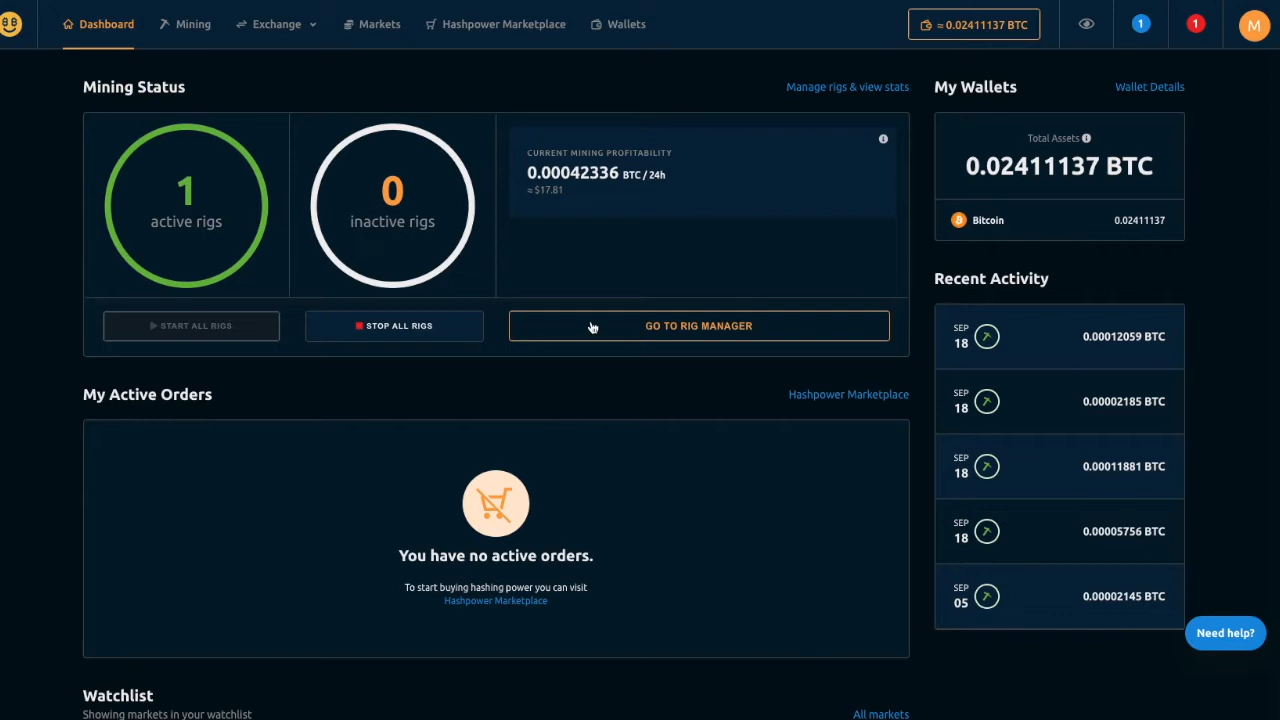 Dashboard
Mining
Exchange
Markets
Hashpower Marketplace
Wallets
≈ 0.02411137 BTC
1
1
M
Mining Status
Manage rigs & view stats
1
active rigs
0
inactive rigs
CURRENT MINING PROFITABILITY
0.00042336 BTC / 24h
≈ $17.81
START ALL RIGS
STOP ALL RIGS
GO TO RIG MANAGER
My Active Orders
Hashpower Marketplace
You have no active orders.
To start buying hashing power you can visit
Hashpower Marketplace
Watchlist
Showing markets in your watchlist
All markets
My Wallets
Wallet Details
Total Assets
0.02411137 BTC
Bitcoin
0.02411137
Recent Activity
SEP
18
0.00012059 BTC
SEP
18
0.00002185 BTC
SEP
18
0.00011881 BTC
SEP
18
0.00005756 BTC
SEP
05
0.00002145 BTC
Need help?